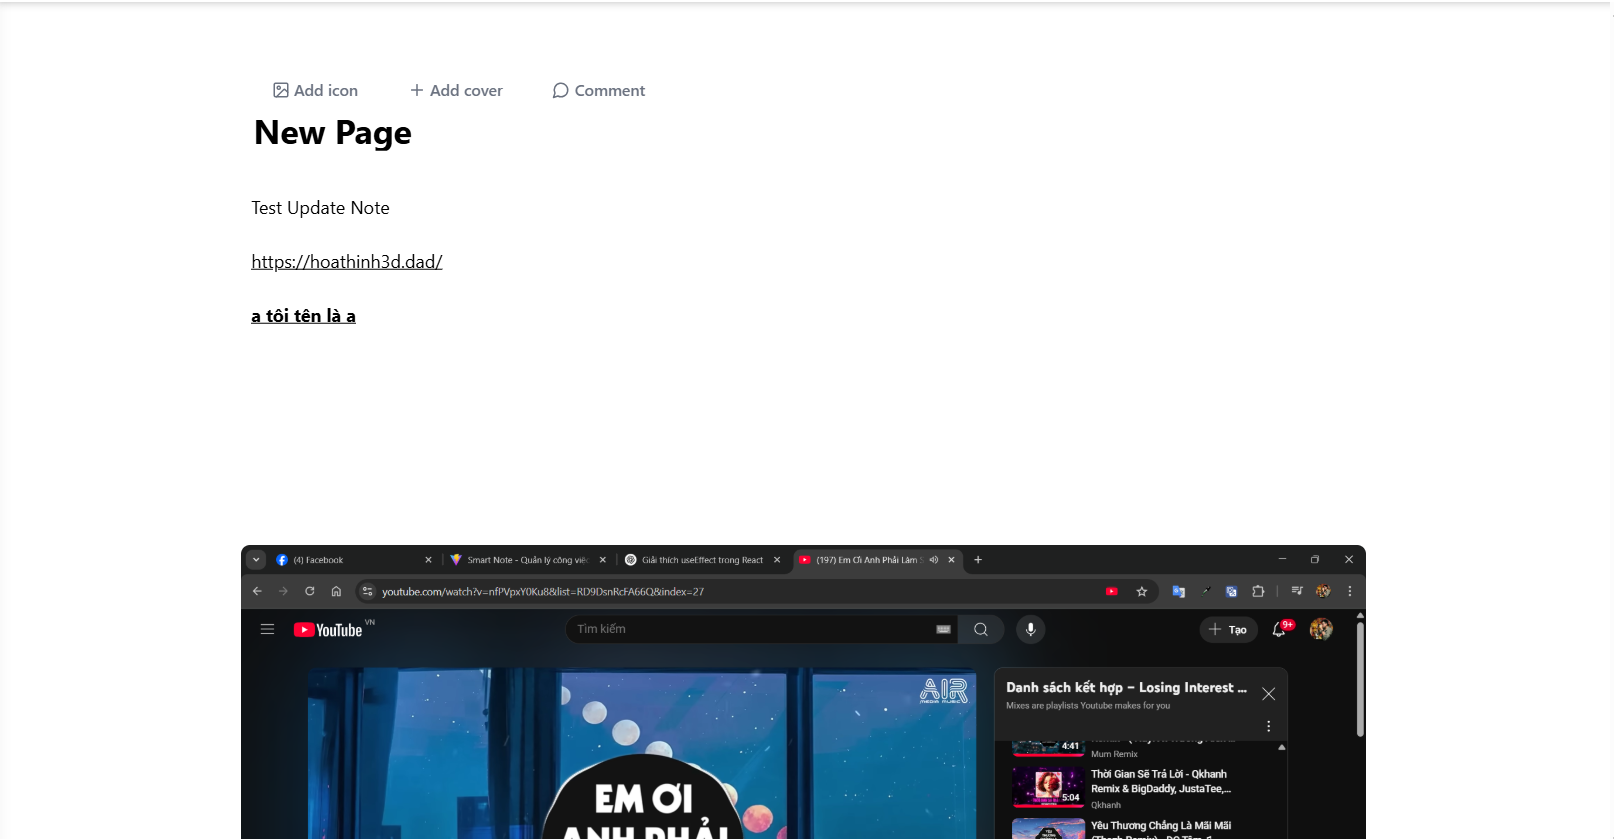 Add icon
Add cover
Comment
New Page
Test Update Note
https://hoathinh3d.dad/
a tôi tên là a
(4) Facebook
Smart Note - Quản lý công việc
Giải thích useEffect trong React
(197) Em Ơi Anh Phải Làm S
youtube.com/watch?v=nfPVpxY0Ku8&list=RD9DsnRcFA66Q&index=27
YouTube VN
Tìm kiếm
Tạo
9+
AIR
MEDIA MUSIC
EM ƠI
ANH PHẢI
Danh sách kết hợp – Losing Interest ...
Mixes are playlists Youtube makes for you
4:41
Mum Remix
Thời Gian Sẽ Trả Lời - Qkhanh
Remix & BigDaddy, JustaTee,...
5:04
Qkhanh
Yêu Thương Chẳng Là Mãi Mãi